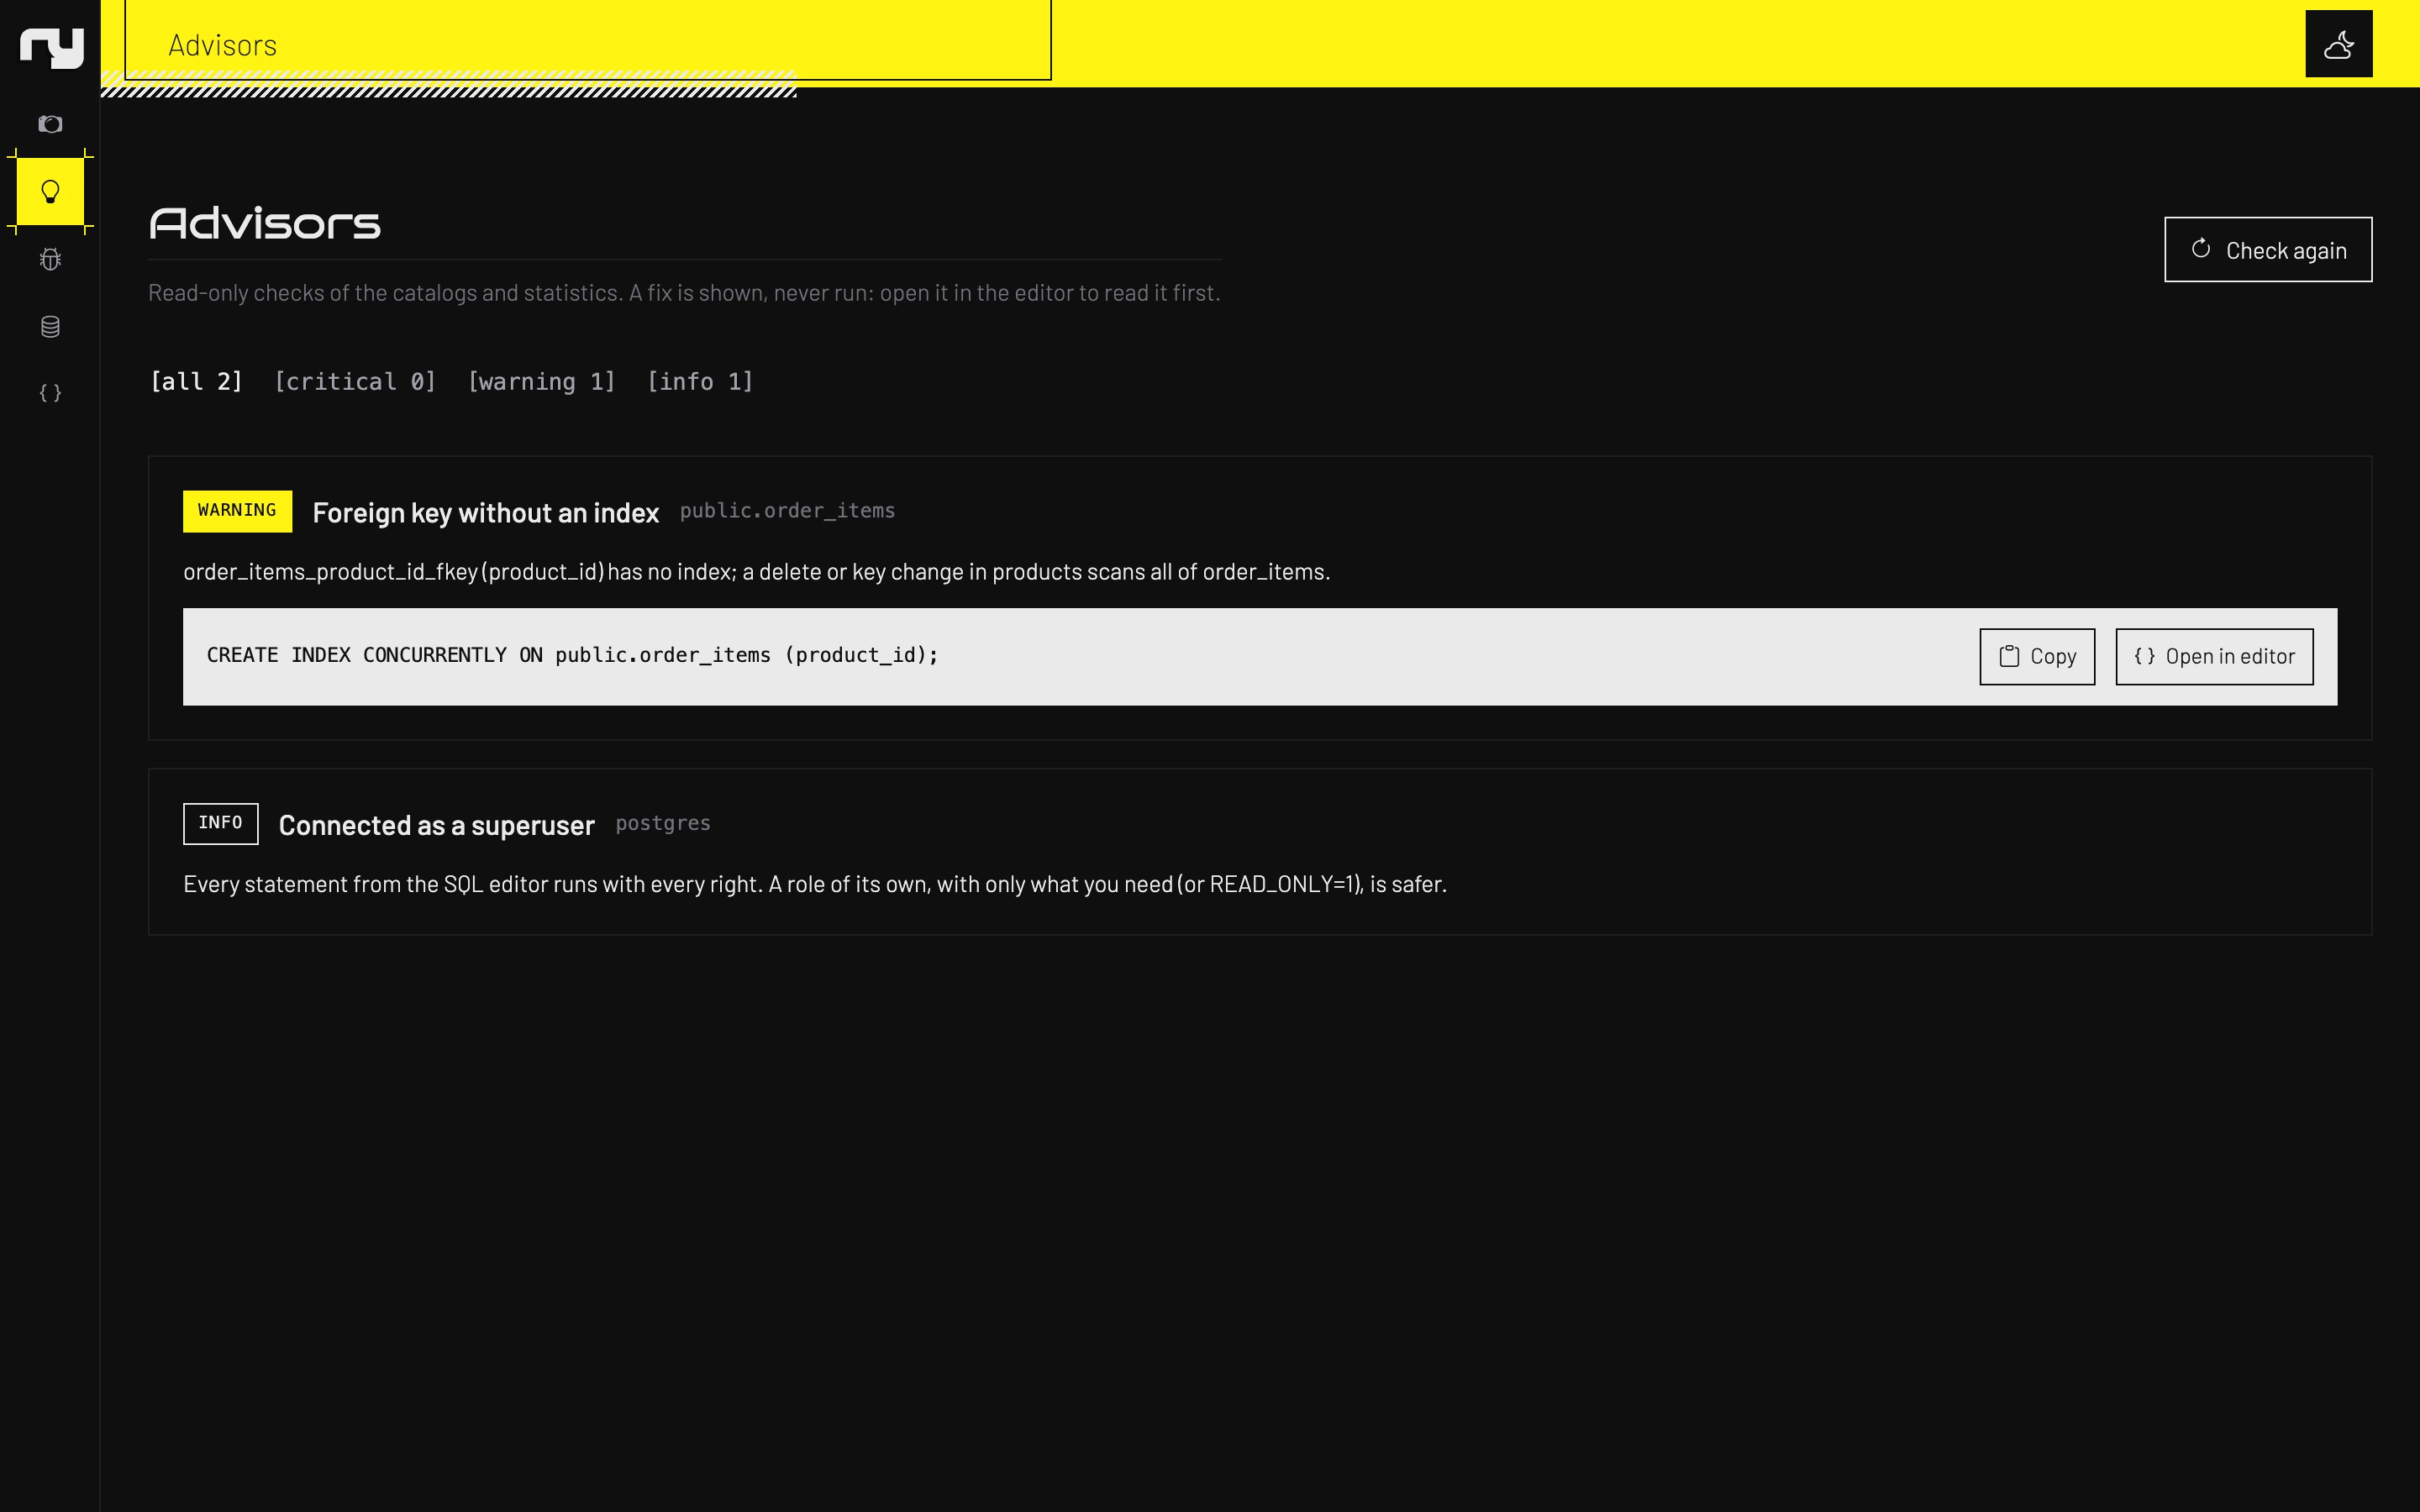 ry
Advisors
Advisors
Check again
Read-only checks of the catalogs and statistics. A fix is shown, never run: open it in the editor to read it first.
[all 2] [critical 0] [warning 1] [info 1]
WARNING Foreign key without an index public.order_items
order_items_product_id_fkey (product_id) has no index; a delete or key change in products scans all of order_items.
CREATE INDEX CONCURRENTLY ON public.order_items (product_id); Copy {} Open in editor
INFO Connected as a superuser postgres
Every statement from the SQL editor runs with every right. A role of its own, with only what you need (or READ_ONLY=1), is safer.